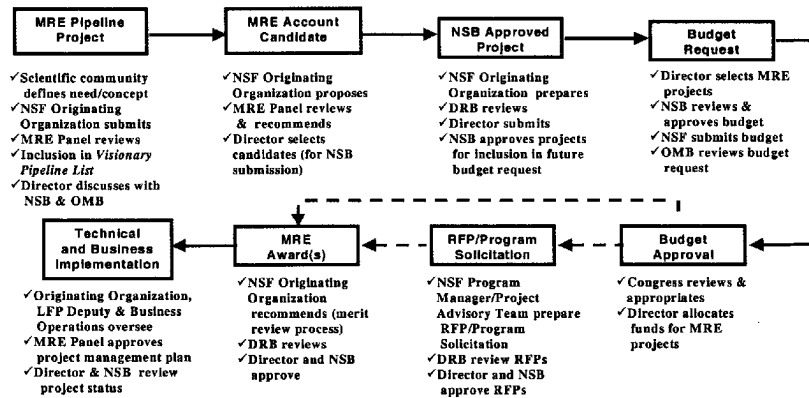 MRE Pipeline
Project
✓Scientific community
defines need/concept
✓NSF Originating
Organization submits
✓MRE Panel reviews
✓Inclusion in Visionary
Pipeline List
✓Director discusses with
NSB & OMB
MRE Account
Candidate
✓NSF Originating
Organization proposes
✓MRE Panel reviews
& recommends
✓Director selects
candidates (for NSB
submission)
NSB Approved
Project
✓NSF Originating
Organization prepares
✓DRB reviews
✓Director submits
✓NSB approves projects
for inclusion in future
budget request
Budget
Request
✓Director selects MRE
projects
✓NSB reviews &
approves budget
✓NSF submits budget
✓OMB reviews budget
request
Technical
and Business
Implementation
✓Originating Organization,
LFP Deputy & Business
Operations oversee
✓MRE Panel approves
project management plan
✓Director & NSB review
project status
MRE
Award(s)
✓NSF Originating
Organization
recommends (merit
review process)
✓DRB reviews
✓Director and NSB
approve
RFP/Program
Solicitation
✓NSF Program
Manager/Project
Advisory Team prepare
RFP/Program
Solicitation
✓DRB review RFPs
✓Director and NSB
approve RFPs
Budget
Approval
✓Congress reviews &
appropriates
✓Director allocates
funds for MRE
projects